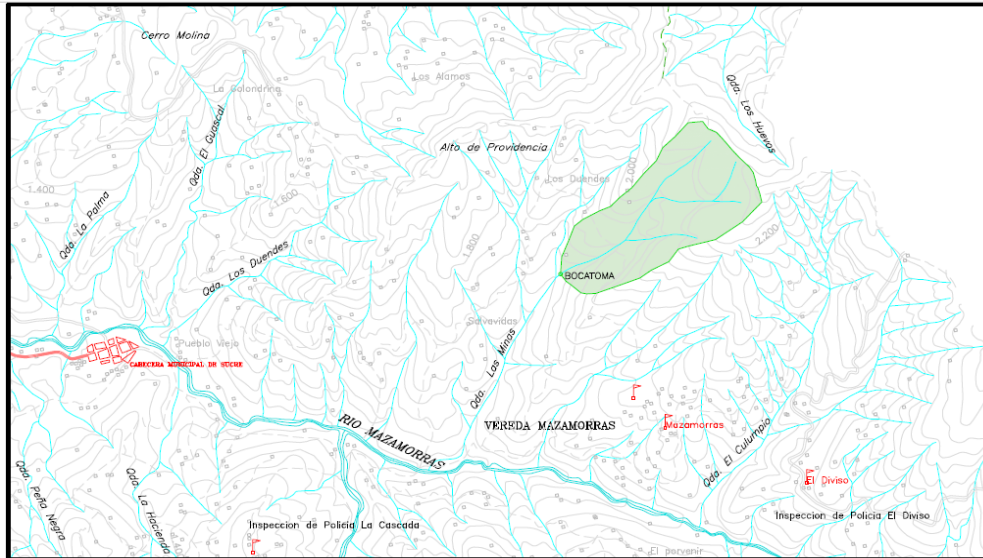 Cerro Molina
Qda. Los Huevos
La Golondrina
Los Alamos
Qda. El Guascal
Alto de Providencia
Los Duendes
2.000
1.400
1.600
Qda. La Palma
1.800
2.200
Qda. Los Duendes
BOCATOMA
Salvavidas
Pueblo Viejo
CABECERA MUNICIPAL DE SUCRE
Qda. Las Minas
RIO MAZAMORRAS
VEREDA MAZAMORRAS
Mazamorras
Qda. El Culumpio
El Diviso
Qda. Peña Negra
Qda. La Hacienda
Inspeccion de Policia La Cascada
Inspeccion de Policia El Diviso
El porvenir